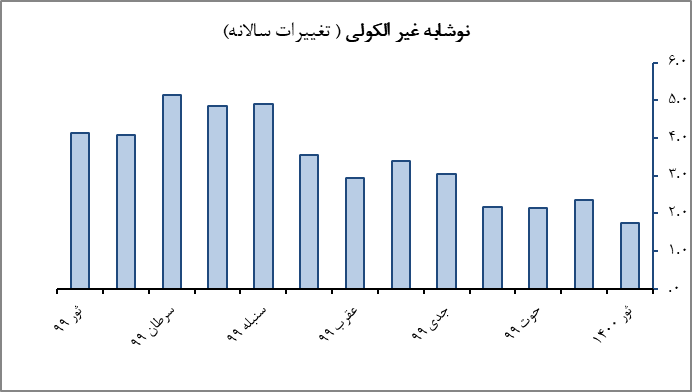 نوشابه غیر الکولی ( تغییرات سالانه)
۶.۰
۵.۰
۴.۰
۳.۰
۲.۰
۱.۰
.۰
ثور ۹۹
سرطان ۹۹
سنبله ۹۹
عقرب ۹۹
جدی ۹۹
حوت ۹۹
ثور ۱۴۰۰